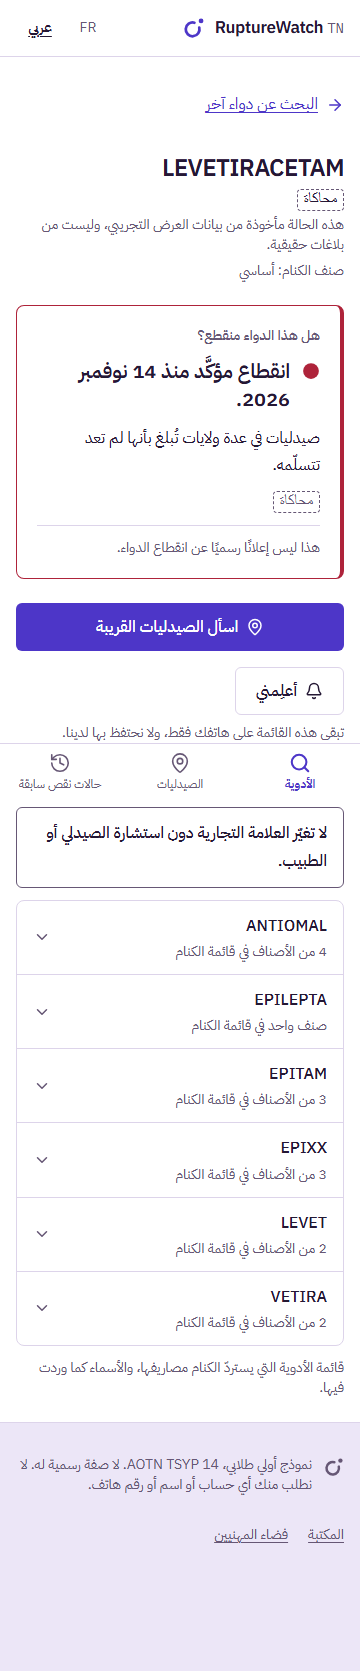 RuptureWatch TN
FR
عربي
البحث عن دواء آخر
LEVETIRACETAM
محاكاة
هذه الحالة مأخوذة من بيانات العرض التجريبي، وليست من
بلاغات حقيقية.
صنف الكنام: أساسي
هل هذا الدواء منقطع؟
انقطاع مؤكَّد منذ 14 نوفمبر
2026.
صيدليات في عدة ولايات تُبلغ بأنها لم تعد
تتسلّمه.
محاكاة
هذا ليس إعلانًا رسميًا عن انقطاع الدواء.
اسأل الصيدليات القريبة
أعلِمني
تبقى هذه القائمة على هاتفك فقط، ولا نحتفظ بها لدينا.
الأدوية
الصيدليات
حالات نقص سابقة
لا تغيّر العلامة التجارية دون استشارة الصيدلي أو
الطبيب.
ANTIOMAL
4 من الأصناف في قائمة الكنام
EPILEPTA
صنف واحد في قائمة الكنام
EPITAM
3 من الأصناف في قائمة الكنام
EPIXX
3 من الأصناف في قائمة الكنام
LEVET
2 من الأصناف في قائمة الكنام
VETIRA
2 من الأصناف في قائمة الكنام
قائمة الأدوية التي يستردّ الكنام مصاريفها، والأسماء كما وردت
فيها.
نموذج أولي طلابي، AOTN TSYP 14. لا صفة رسمية له. لا
نطلب منك أي حساب أو اسم أو رقم هاتف.
المكتبة
فضاء المهنيين